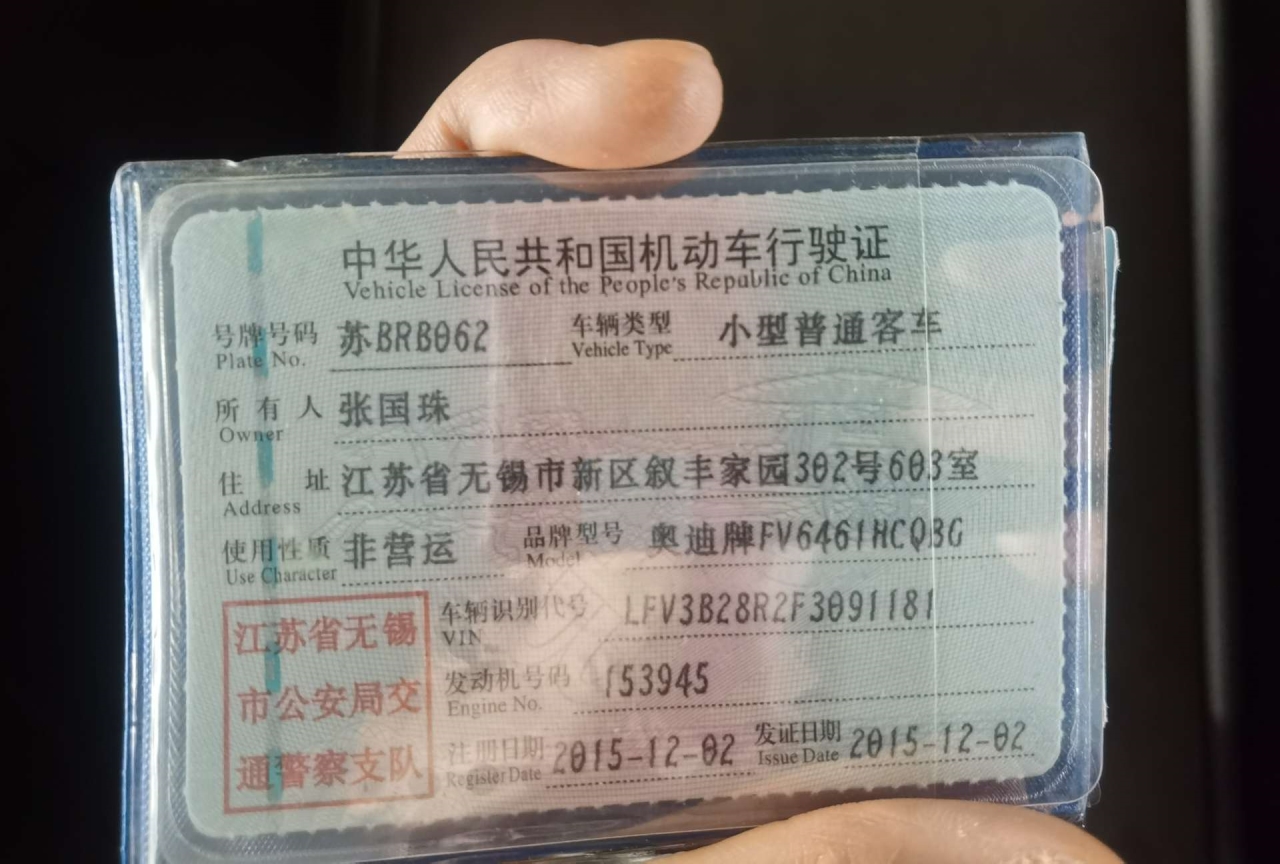 中华人民共和国机动车行驶证
Vehicle License of the People's Republic of China
号牌号码 苏BRB062 车辆类型 小型普通客车
Plate No. Vehicle Type
所有人 张国珠
Owner
住址 江苏省无锡市新区叙丰家园302号603室
Address
使用性质 非营运 品牌型号 奥迪牌FV6461HCQBG
Use Character Model
江苏省无锡 车辆识别代号 LFV3B28R2F3091181
VIN
市公安局交 发动机号码 153945
Engine No.
通警察支队 注册日期 2015-12-02 发证日期 2015-12-02
Register Date Issue Date